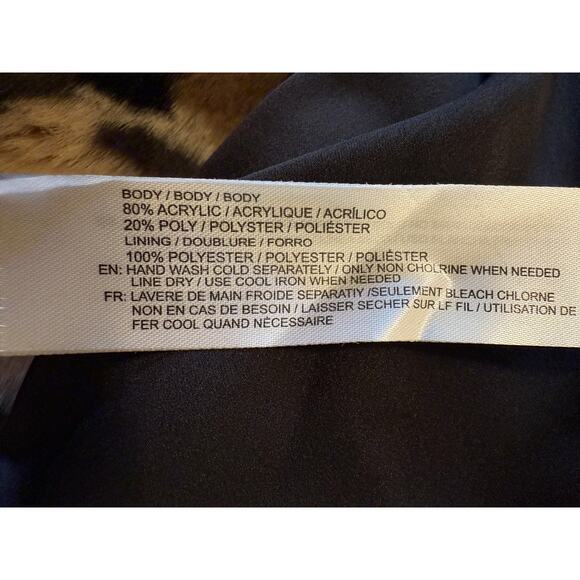 BODY / BODY / BODY
80% ACRYLIC / ACRYLIQUE / ACRÍLICO
20% POLY / POLYSTER / POLIÉSTER
LINING / DOUBLURE / FORRO
100% POLYESTER / POLYESTER / POLIÉSTER
EN: HAND WASH COLD SEPARATELY / ONLY NON CHOLRINE WHEN NEEDED
LINE DRY / USE COOL IRON WHEN NEEDED
FR: LAVERE DE MAIN FROIDE SEPARATIY /SEULEMENT BLEACH CHLORNE
NON EN CAS DE BESOIN / LAISSER SECHER SUR LF FIL / UTILISATION DE
FER COOL QUAND NÉCESSAIRE